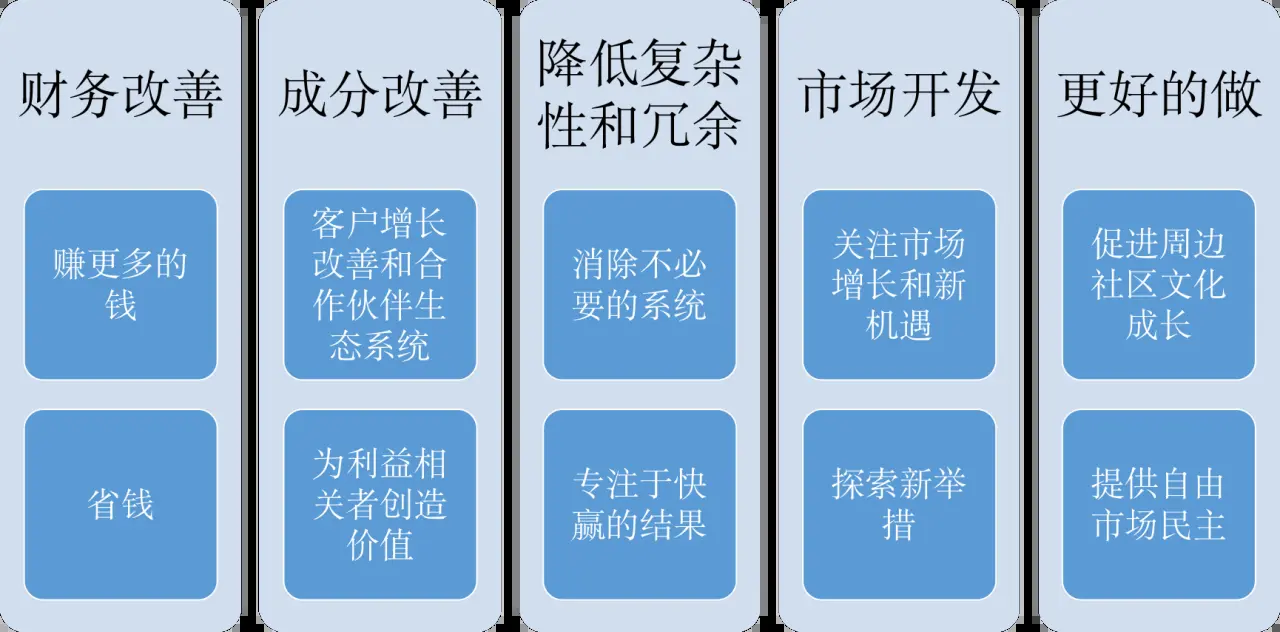 财务改善
赚更多的
钱
省钱
成分改善
客户增长
改善和合
作伙伴生
态系统
为利益相
关者创造
价值
降低复杂
性和冗余
消除不必
要的系统
专注于快
赢的结果
市场开发
关注市场
增长和新
机遇
探索新举
措
更好的做
促进周边
社区文化
成长
提供自由
市场民主